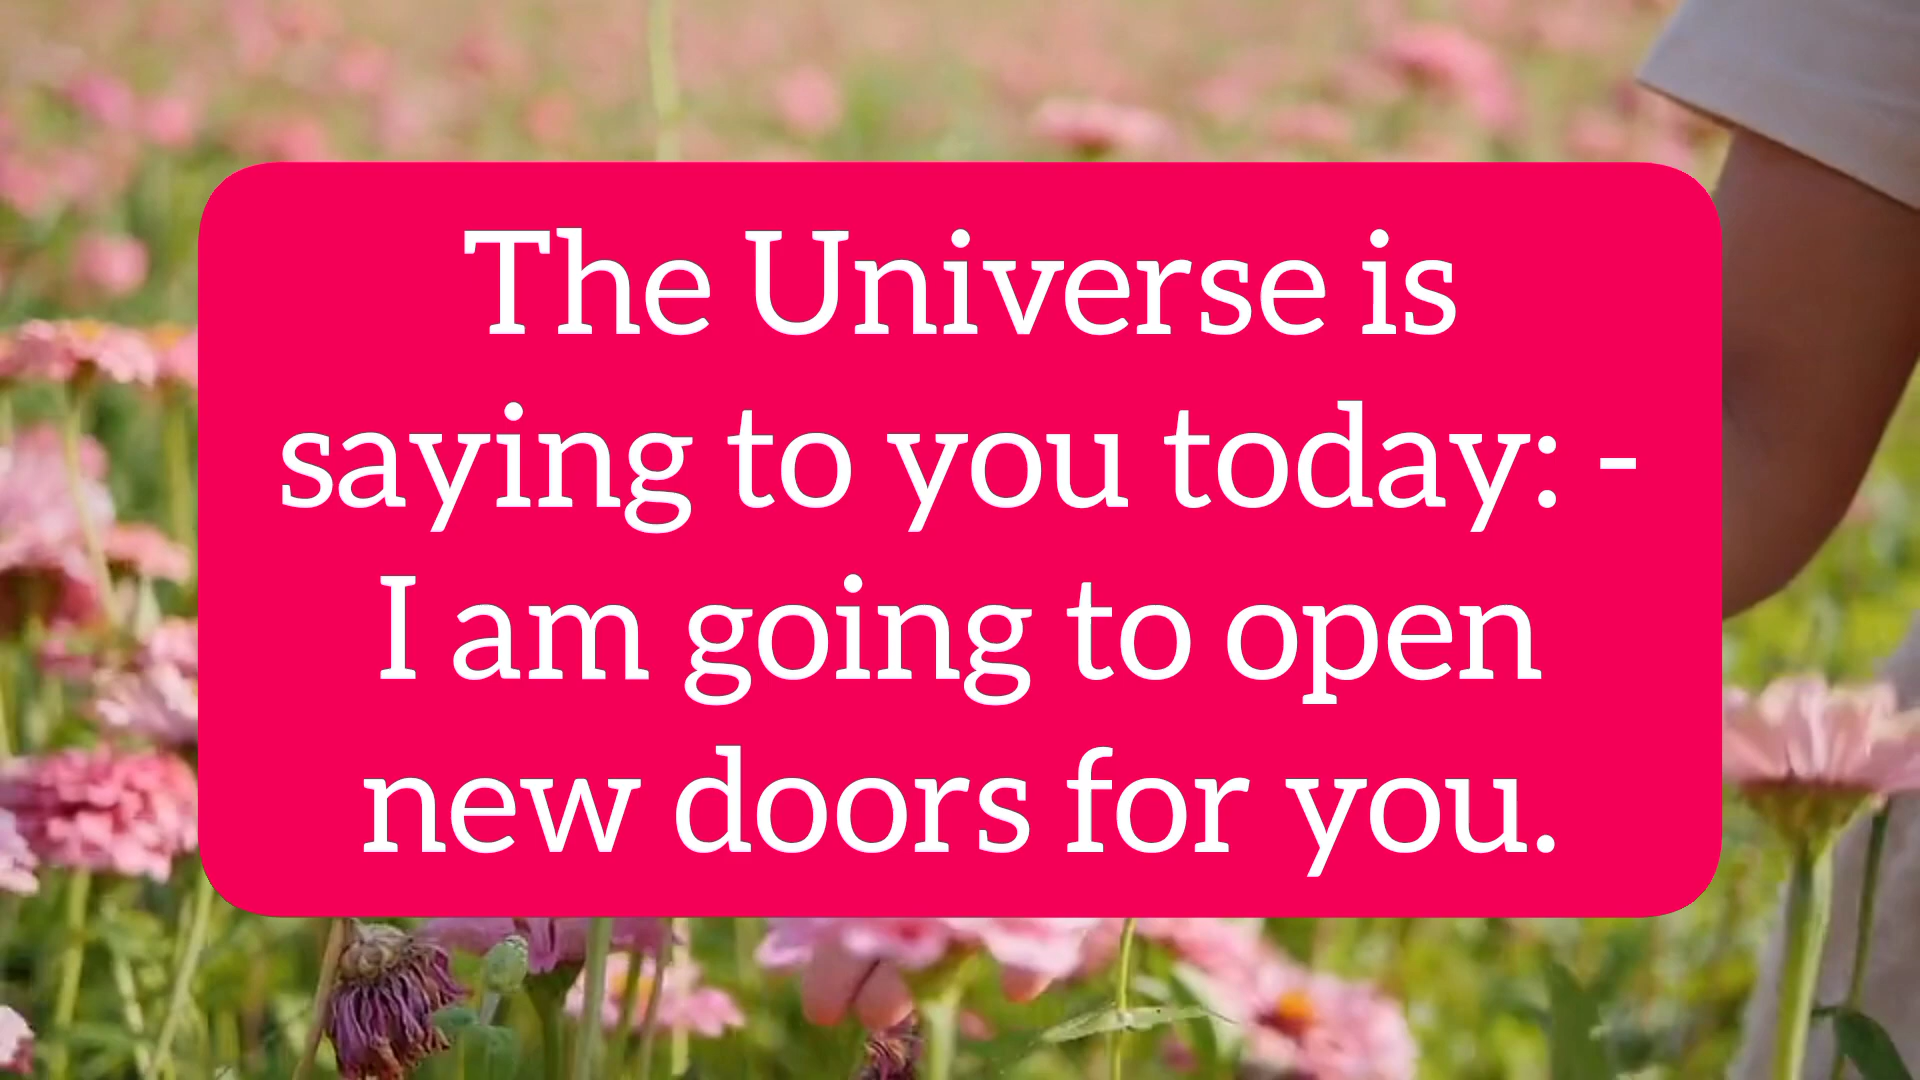 The Universe is
saying to you today: -
I am going to open
new doors for you.